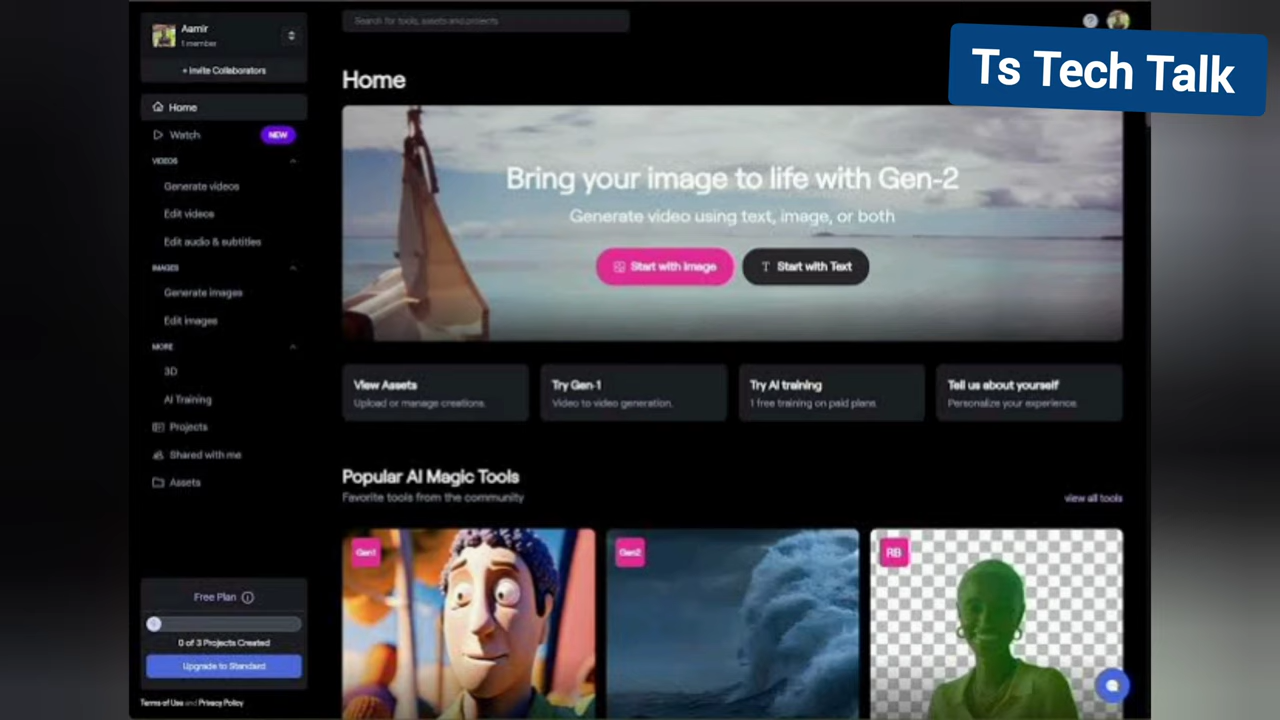 Aamir
1 member
+ Invite Collaborators
Home
Watch
NEW
VIDEOS
Generate videos
Edit videos
Edit audio & subtitles
IMAGES
Generate images
Edit images
MORE
3D
AI Training
Projects
Shared with me
Assets
Free Plan
0 of 3 Projects Created
Upgrade to Standard
Terms of Use and Privacy Policy
Search for tools, assets and projects
Ts Tech Talk
Home
Bring your image to life with Gen-2
Generate video using text, image, or both
Start with Image
Start with Text
View Assets
Upload or manage creations.
Try Gen-1
Video to video generation.
Try AI training
1 free training on paid plans.
Tell us about yourself
Personalize your experience.
Popular AI Magic Tools
Favorite tools from the community
view all tools
Gen1
Gen2
RB